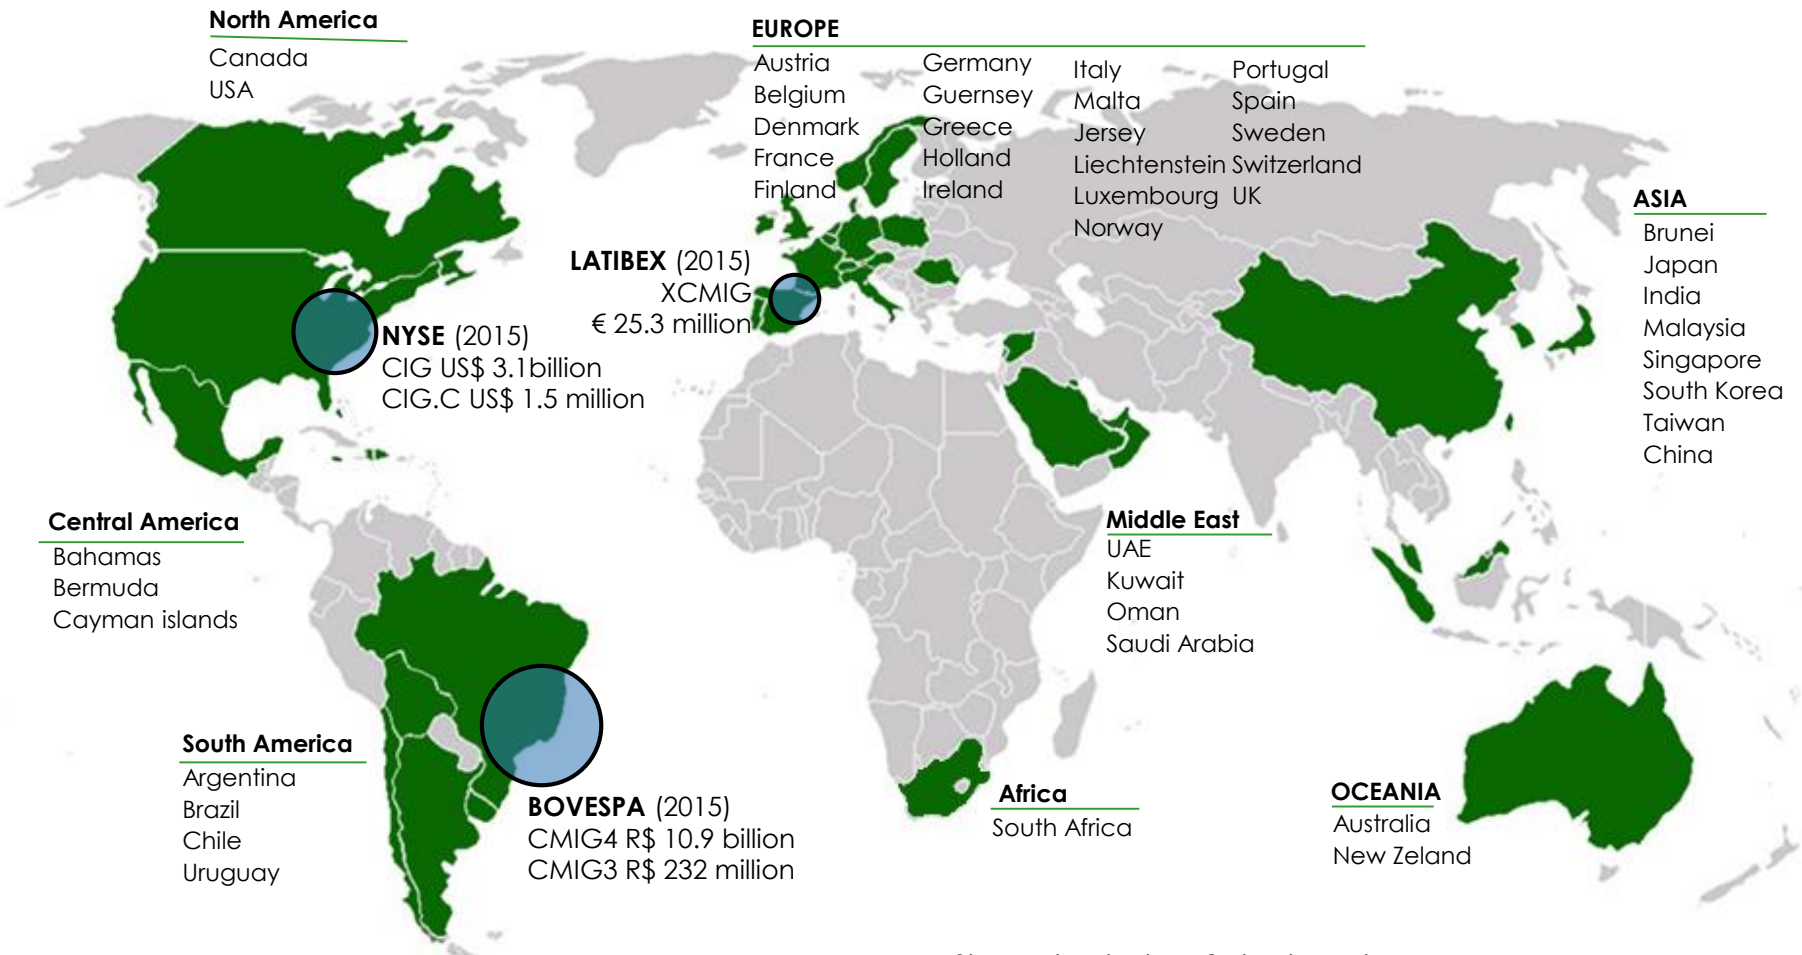 North America
Canada
USA
EUROPE
Austria
Belgium
Denmark
France
Finland
Germany
Guernsey
Greece
Holland
Ireland
Italy
Malta
Jersey
Liechtenstein
Luxembourg
Norway
Portugal
Spain
Sweden
Switzerland
UK
ASIA
Brunei
Japan
India
Malaysia
Singapore
South Korea
Taiwan
China
LATIBEX (2015)
XCMIG
€ 25.3 million
NYSE (2015)
CIG US$ 3.1billion
CIG.C US$ 1.5 million
Central America
Bahamas
Bermuda
Cayman islands
Middle East
UAE
Kuwait
Oman
Saudi Arabia
South America
Argentina
Brazil
Chile
Uruguay
BOVESPA (2015)
CMIG4 R$ 10.9 billion
CMIG3 R$ 232 million
Africa
South Africa
OCEANIA
Australia
New Zeland